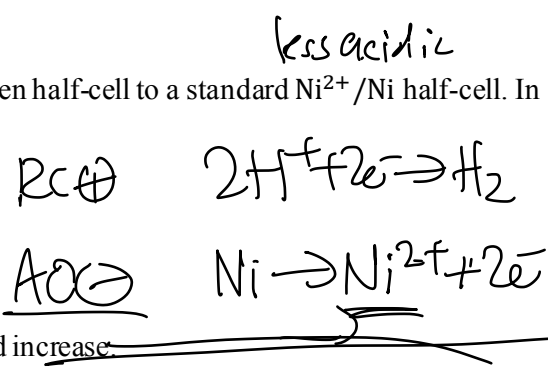 less acidic
en half-cell to a standard Ni²⁺/Ni half-cell. In
RC⊕ 2H⁺+2e⁻→H₂
AO⊖ Ni→Ni²⁺+2e⁻
d increase.